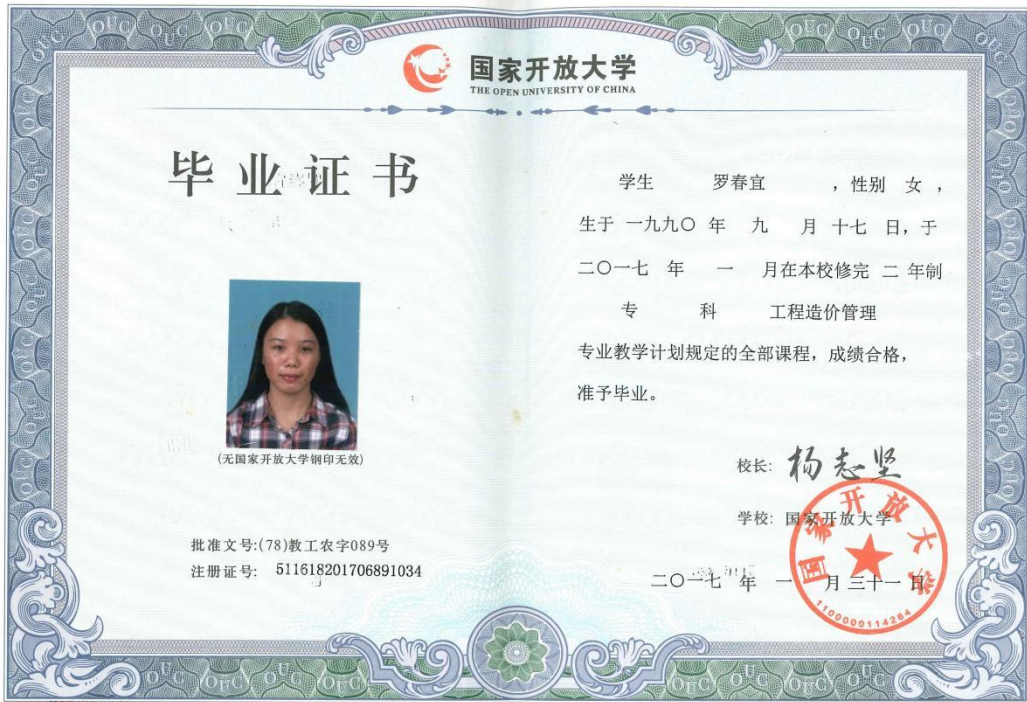 国家开放大学
THE OPEN UNIVERSITY OF CHINA
毕业证书
(无国家开放大学钢印无效)
批准文号:(78)教工农字089号
注册证号: 511618201706891034
学生 罗春宜 ,性别 女 ,
生于 一九九〇 年 九 月 十七 日,于
二〇一七 年 一 月在本校修完 二 年制
专 科 工程造价管理
专业教学计划规定的全部课程,成绩合格,
准予毕业。
校长: 杨志坚
学校: 国家开放大学
二〇一七 年 一 月 三十一 日
国家开放大学
1100000114264